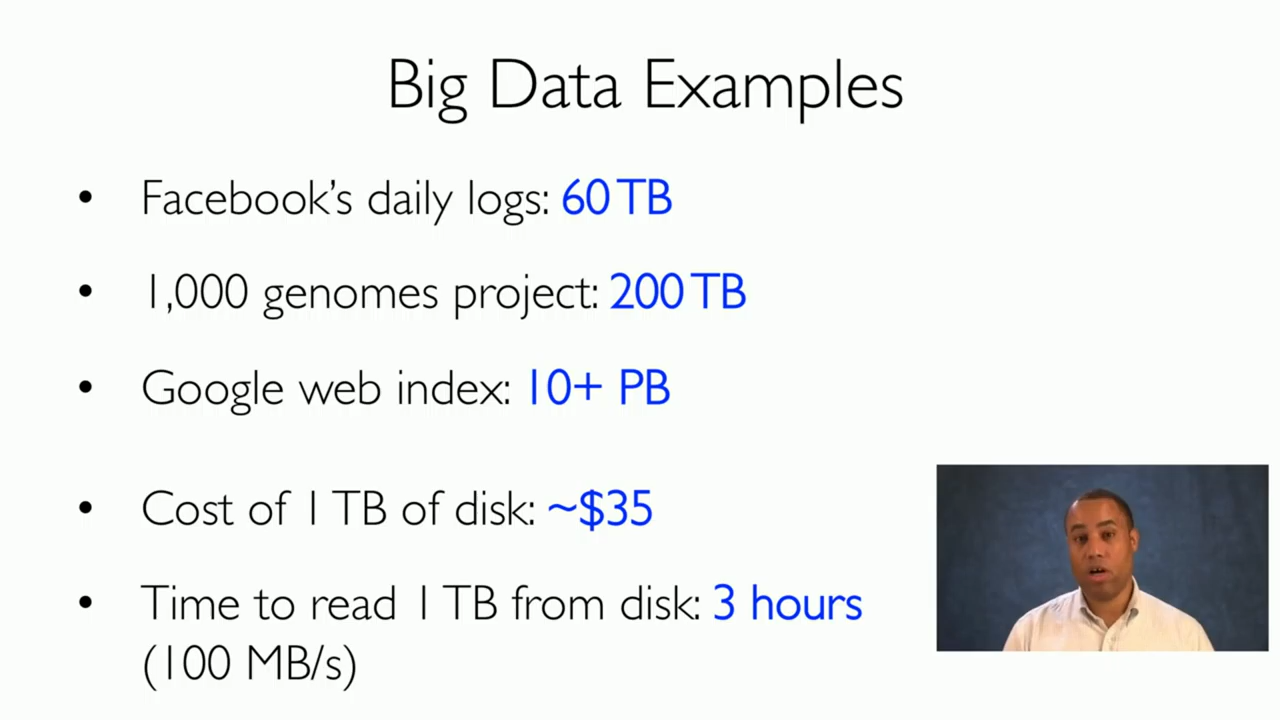 Big Data Examples
• Facebook’s daily logs: 60 TB
• 1,000 genomes project: 200 TB
• Google web index: 10+ PB
• Cost of 1 TB of disk: ~$35
• Time to read 1 TB from disk: 3 hours
(100 MB/s)